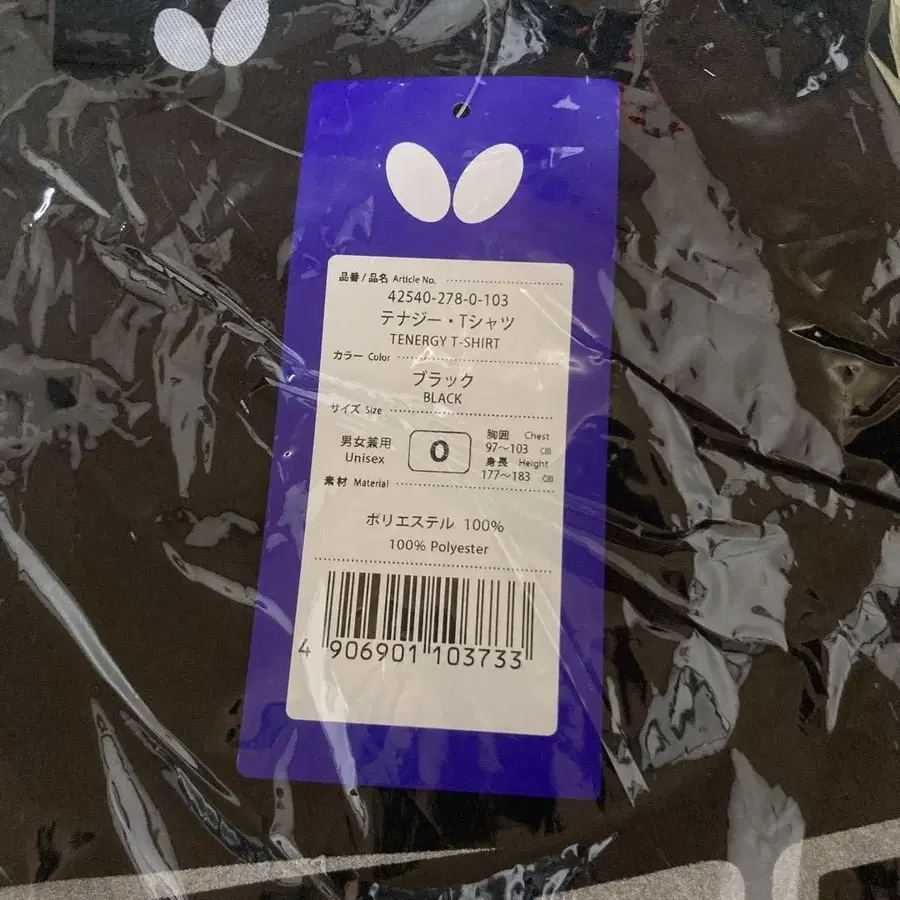 品番/品名 Article No.
42540-278-0-103
テナジー・Tシャツ
TENERGY T-SHIRT
カラー Color
ブラック
BLACK
サイズ Size
男女兼用
Unisex
O
胸囲 Chest
97～103 cm
身長 Height
177～183 cm
素材 Material
ポリエステル 100%
100% Polyester
4 906901 103733